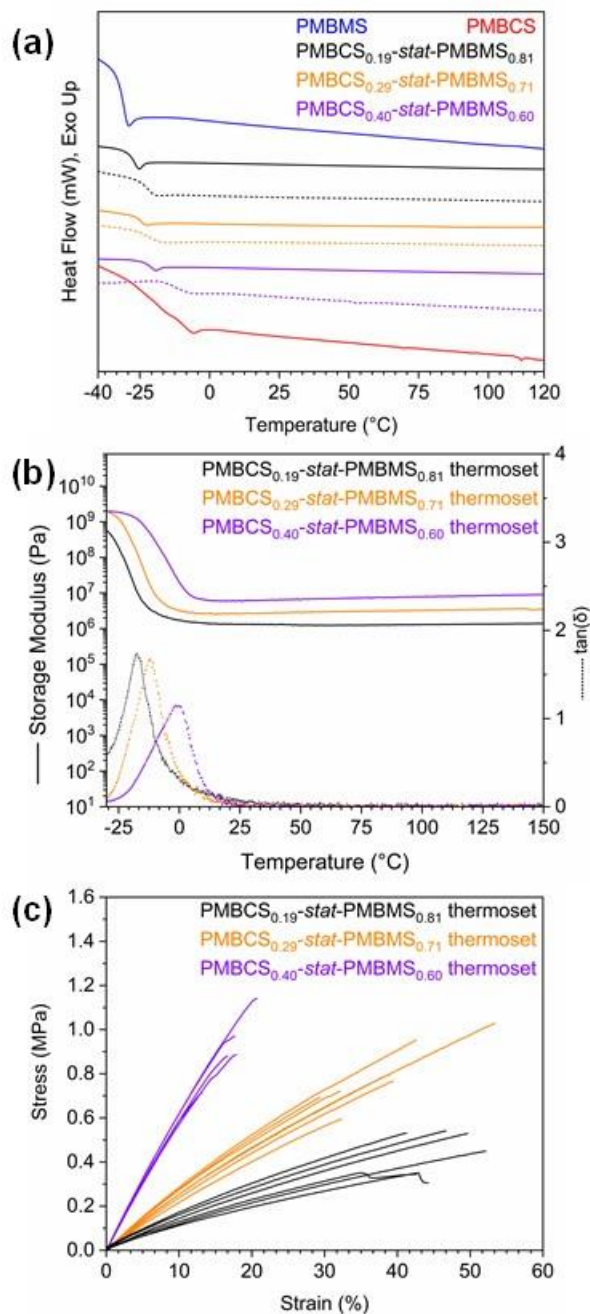 (a)
PMBMS PMBCS
PMBCS0.19-stat-PMBMS0.81
PMBCS0.29-stat-PMBMS0.71
PMBCS0.40-stat-PMBMS0.60
Heat Flow (mW), Exo Up
-40 -25 0 25 50 75 100 120
Temperature (°C)
(b)
PMBCS0.19-stat-PMBMS0.81 thermoset
PMBCS0.29-stat-PMBMS0.71 thermoset
PMBCS0.40-stat-PMBMS0.60 thermoset
Storage Modulus (Pa)
10^10
10^9
10^8
10^7
10^6
10^5
10^4
10^3
10^2
10^1
4
3
2
1
0
tan(δ)
-25 0 25 50 75 100 125 150
Temperature (°C)
(c)
PMBCS0.19-stat-PMBMS0.81 thermoset
PMBCS0.29-stat-PMBMS0.71 thermoset
PMBCS0.40-stat-PMBMS0.60 thermoset
Stress (MPa)
1.6
1.4
1.2
1.0
0.8
0.6
0.4
0.2
0.0
0 10 20 30 40 50 60
Strain (%)